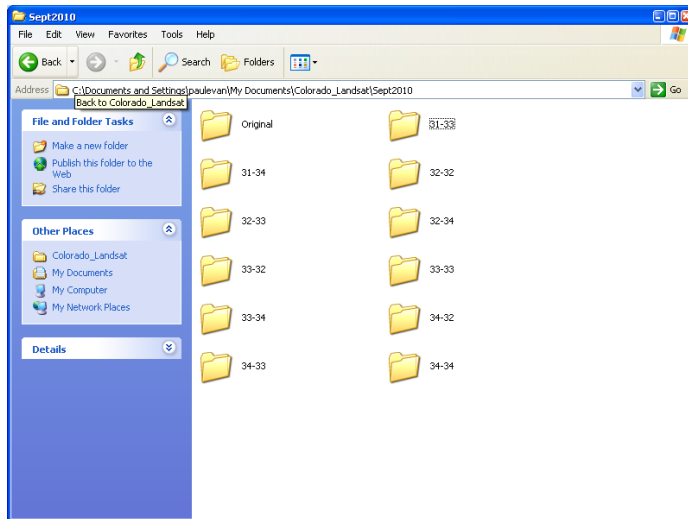 Sept2010
File Edit View Favorites Tools Help
Back Search Folders
Address C:\Documents and Settings\paulevan\My Documents\Colorado_Landsat\Sept2010 Go
Back to Colorado_Landsat
File and Folder Tasks
Make a new folder
Publish this folder to the
Web
Share this folder
Other Places
Colorado_Landsat
My Documents
My Computer
My Network Places
Details
Original 31-33
31-34 32-32
32-33 32-34
33-32 33-33
33-34 34-32
34-33 34-34